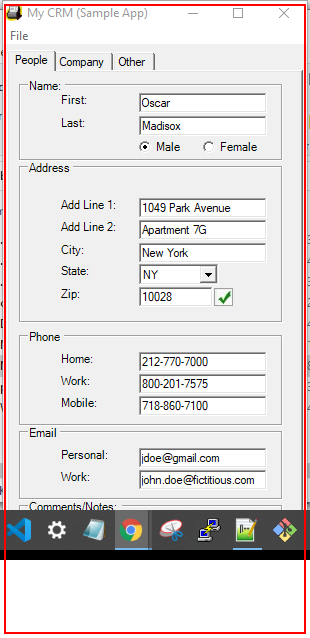 My CRM (Sample App)
File
People Company Other
Name:
First: Oscar
Last: Madisox
Male Female
Address
Add Line 1: 1049 Park Avenue
Add Line 2: Apartment 7G
City: New York
State: NY
Zip: 10028
Phone
Home: 212-770-7000
Work: 800-201-7575
Mobile: 718-860-7100
Email
Personal: jdoe@gmail.com
Work: john.doe@fictitious.com
Comments/Notes: